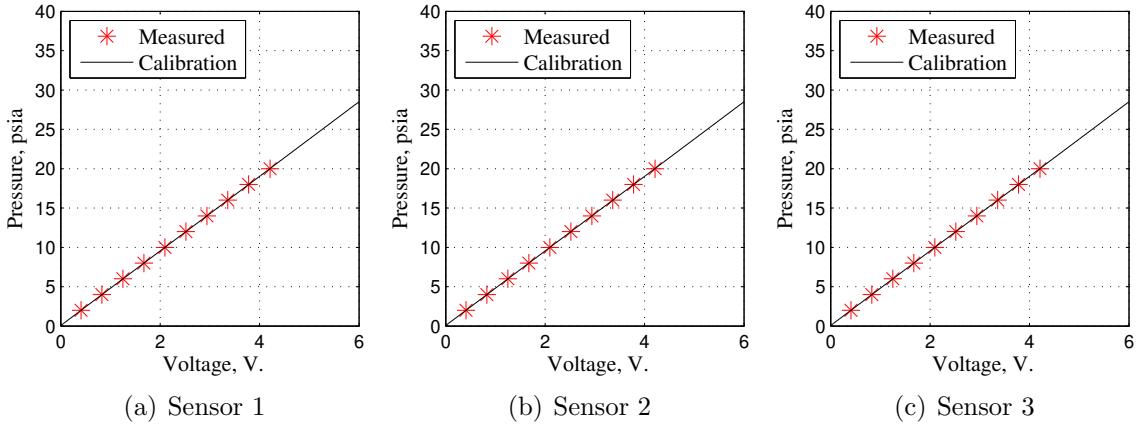 40
35
30
25
20
15
10
5
0
Pressure, psia
Measured
Calibration
0 2 4 6
Voltage, V.
(a) Sensor 1
40
35
30
25
20
15
10
5
0
Pressure, psia
Measured
Calibration
0 2 4 6
Voltage, V.
(b) Sensor 2
40
35
30
25
20
15
10
5
0
Pressure, psia
Measured
Calibration
0 2 4 6
Voltage, V.
(c) Sensor 3